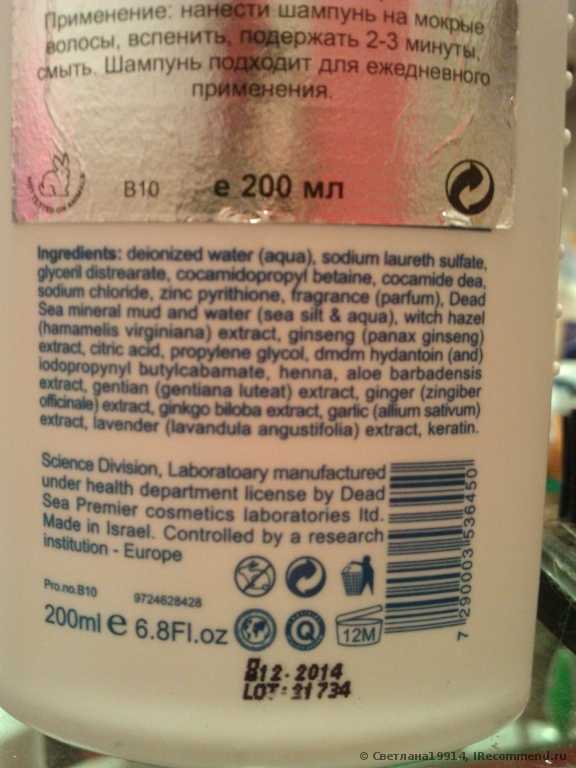 Применение: нанести шампунь на мокрые
волосы, вспенить, подержать 2-3 минуты,
смыть. Шампунь подходит для ежедневного
применения.
B10 e 200 мл
Ingredients: deionized water (aqua), sodium laureth sulfate,
glyceril distrearate, cocamidopropyl betaine, cocamide dea,
sodium chloride, zinc pyrithione, fragrance (parfum), Dead
Sea mineral mud and water (sea silt & aqua), witch hazel
(hamamelis virginiana) extract, ginseng (panax ginseng)
extract, citric acid, propylene glycol, dmdm hydantoin (and)
iodopropynyl butylcabamate, henna, aloe barbadensis
extract, gentian (gentiana luteat) extract, ginger (zingiber
officinale) extract, ginkgo biloba extract, garlic (allium sativum)
extract, lavender (lavandula angustifolia) extract, keratin.
Science Division, Laboratoary manufactured
under health department license by Dead
Sea Premier cosmetics laboratories ltd.
Made in Israel. Controlled by a research
institution - Europe
7 290003 536450
Pro.no.B10 9724628428
200ml e 6.8Fl.oz
Q
12M
12-2014
LOT: 31734
© Светлана19914, IRecommend.ru